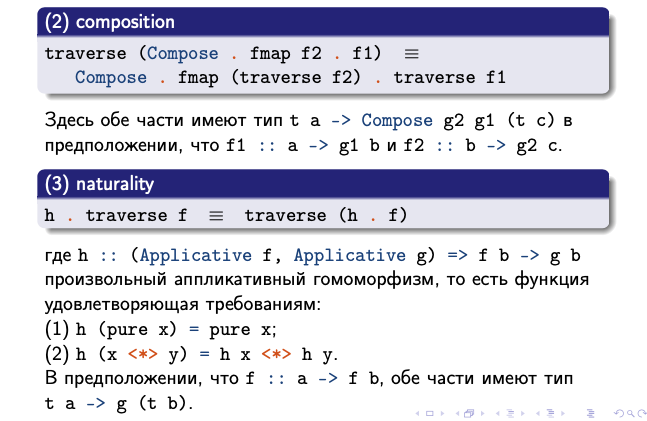 (2) composition
traverse (Compose . fmap f2 . f1) ≡
Compose . fmap (traverse f2) . traverse f1
Здесь обе части имеют тип t a -> Compose g2 g1 (t c) в
предположении, что f1 :: a -> g1 b и f2 :: b -> g2 c.
(3) naturality
h . traverse f ≡ traverse (h . f)
где h :: (Applicative f, Applicative g) => f b -> g b
произвольный аппликативный гомоморфизм, то есть функция
удовлетворяющая требованиям:
(1) h (pure x) = pure x;
(2) h (x <*> y) = h x <*> h y.
В предположении, что f :: a -> f b, обе части имеют тип
t a -> g (t b).